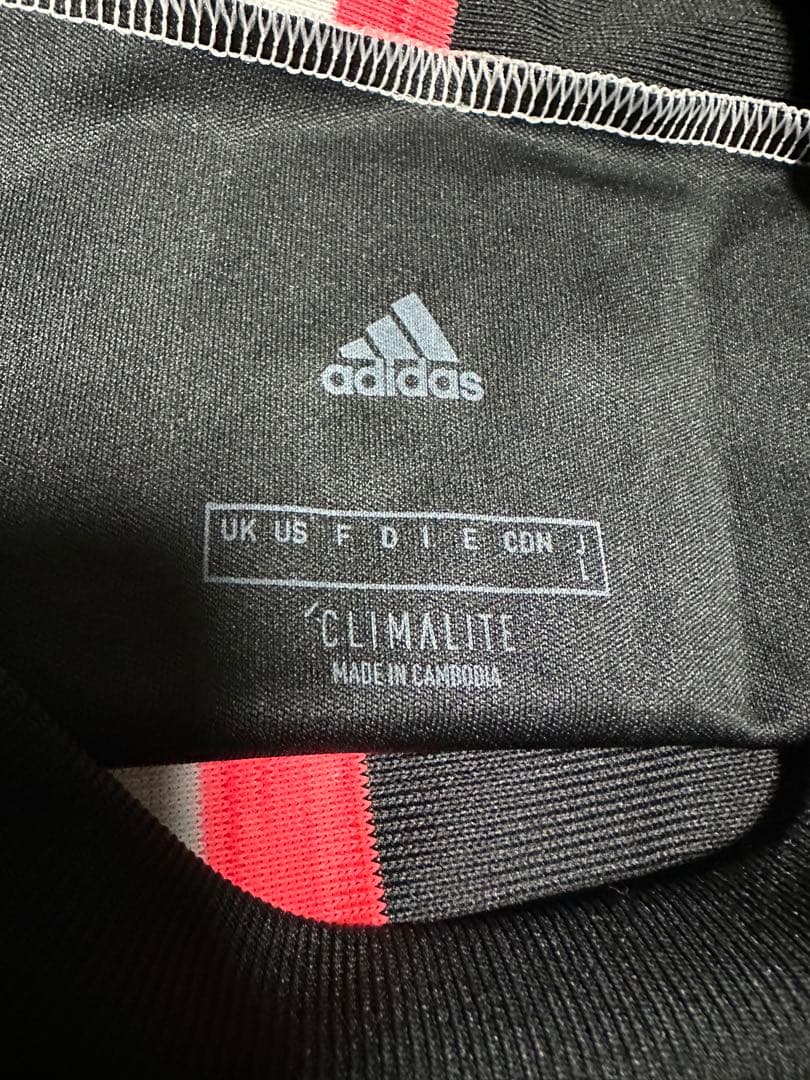 adidas
UK US F D I E CDN J
L
CLIMALITE
MADE IN CAMBODIA